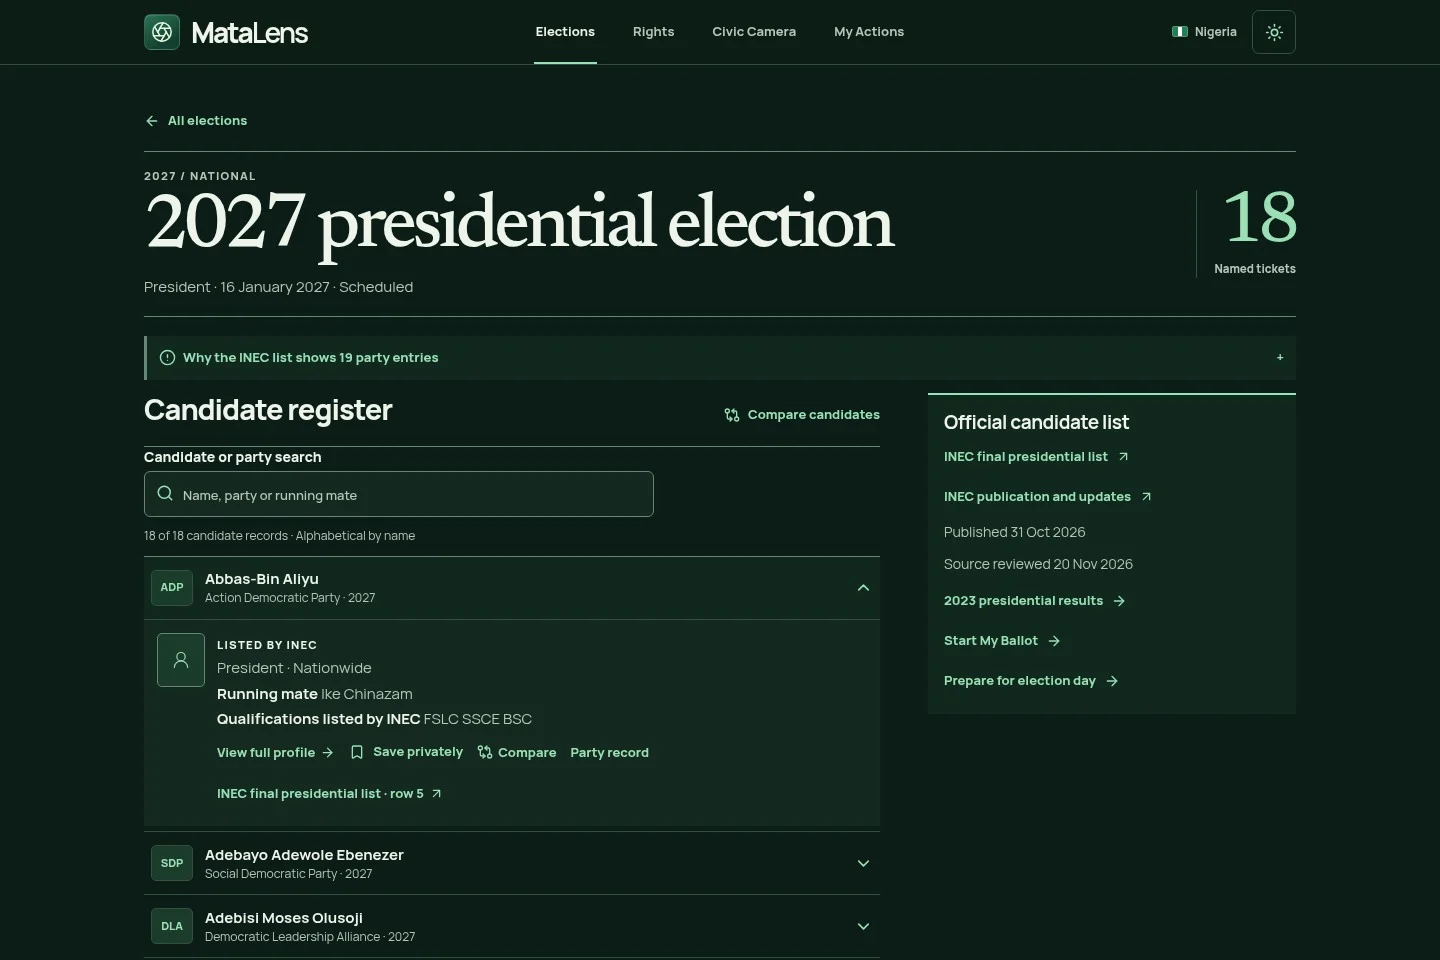 MataLens
Elections
Rights
Civic Camera
My Actions
Nigeria
← All elections
2027 / NATIONAL
2027 presidential election
President · 16 January 2027 · Scheduled
18
Named tickets
Why the INEC list shows 19 party entries
+
Candidate register
Compare candidates
Candidate or party search
Name, party or running mate
18 of 18 candidate records · Alphabetical by name
ADP
Abbas-Bin Aliyu
Action Democratic Party · 2027
LISTED BY INEC
President · Nationwide
Running mate Ike Chinazam
Qualifications listed by INEC FSLC SSCE BSC
View full profile →
Save privately
Compare
Party record
INEC final presidential list · row 5 ↗
SDP
Adebayo Adewole Ebenezer
Social Democratic Party · 2027
DLA
Adebisi Moses Olusoji
Democratic Leadership Alliance · 2027
Official candidate list
INEC final presidential list ↗
INEC publication and updates ↗
Published 31 Oct 2026
Source reviewed 20 Nov 2026
2023 presidential results →
Start My Ballot →
Prepare for election day →